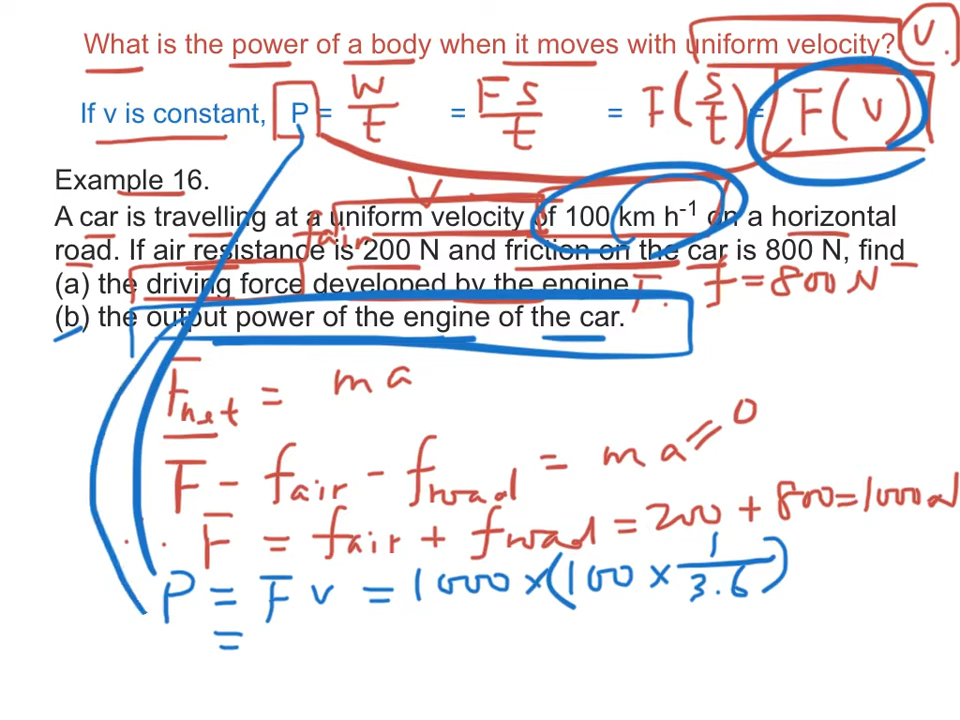 What is the power of a body when it moves with uniform velocity? (v)
If v is constant, P = W/t = Fs/t = F(s/t) = F(v)
Example 16.
V
A car is travelling at a uniform velocity of 100 km h⁻¹ on a horizontal
fair
road. If air resistance is 200 N and friction on the car is 800 N, find
(a) the driving force developed by the engine F. f = 800 N
(b) the output power of the engine of the car.
Fnet = ma
F - fair - froad = ma = 0
∴ F = fair + froad = 200 + 800 = 1000 N
P = Fv = 1000 × (100 × 1/3.6)
=